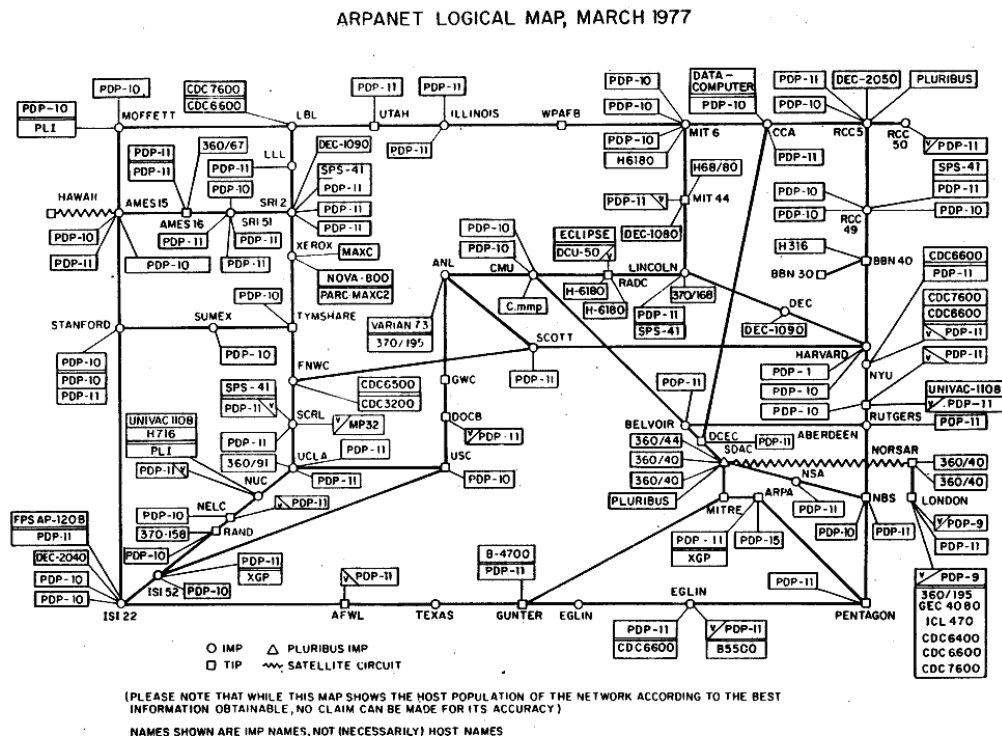 ARPANET LOGICAL MAP, MARCH 1977
PDP-10
PLI
PDP-10
MOFFETT
CDC7600
CDC6600
LBL
PDP-11
UTAH
PDP-11
ILLINOIS
PDP-11
WPAFB
PDP-10
PDP-10
PDP-10
H6180
MIT 6
DATA-
COMPUTER
PDP-10
CCA
PDP-11
PDP-11
PDP-10
DEC-2050
PLURIBUS
RCC5
RCC
50
PDP-11
LLL
PDP-11
PDP-10
DEC-1090
SPS-41
PDP-11
PDP-11
PDP-11
SRI 2
360/67
PDP-11
PDP-11
HAWAII
AMES15
PDP-10
PDP-11
PDP-10
AMES16
PDP-11
SRI 51
PDP-11
PDP-11
H68/80
PDP-11
MIT 44
DEC-1080
SPS-41
PDP-11
PDP-10
PDP-10
PDP-10
RCC
49
H316
BBN 40
BBN 30
XEROX
MAXC
NOVA-800
PARC-MAXC2
ANL
PDP-10
PDP-10
CMU
C.mmp
ECLIPSE
DCU-50
RADC
H-6180
H-6180
LINCOLN
370/168
PDP-11
SPS-41
DEC
DEC-1090
CDC6600
PDP-11
CDC7600
CDC6600
PDP-11
PDP-11
STANFORD
PDP-10
PDP-10
PDP-11
SUMEX
PDP-10
PDP-10
TYMSHARE
VARIAN 73
370/195
SCOTT
PDP-11
HARVARD
PDP-1
PDP-10
PDP-10
NYU
UNIVAC-1108
PDP-11
RUTGERS
PDP-11
FNWC
CDC6500
CDC3200
GWC
SPS-41
PDP-11
SCRL
MP32
DOCB
PDP-11
PDP-11
BELVOIR
DCEC
PDP-11
ABERDEEN
UNIVAC 1108
H716
PLI
PDP-11
NUC
PDP-11
360/91
UCLA
PDP-11
PDP-11
USC
PDP-10
360/44
360/40
360/40
PLURIBUS
SDAC
NSA
PDP-11
NORSAR
360/40
360/40
NELC
PDP-11
PDP-10
370-158
RAND
PDP-10
MITRE
ARPA
PDP-11
XGP
PDP-15
NBS
PDP-10
PDP-11
LONDON
PDP-9
PDP-11
FPS AP-120B
PDP-11
DEC-2040
PDP-10
PDP-10
ISI22
ISI 52
PDP-11
XGP
PDP-10
PDP-11
AFWL
TEXAS
B-4700
PDP-11
GUNTER
EGLIN
EGLIN
PDP-11
CDC6600
PDP-11
B5500
PDP-11
PENTAGON
PDP-9
360/195
GEC 4080
ICL 470
CDC6400
CDC6600
CDC7600
IMP
PLURIBUS IMP
TIP
SATELLITE CIRCUIT
(PLEASE NOTE THAT WHILE THIS MAP SHOWS THE HOST POPULATION OF THE NETWORK ACCORDING TO THE BEST
INFORMATION OBTAINABLE, NO CLAIM CAN BE MADE FOR ITS ACCURACY)
NAMES SHOWN ARE IMP NAMES, NOT (NECESSARILY) HOST NAMES